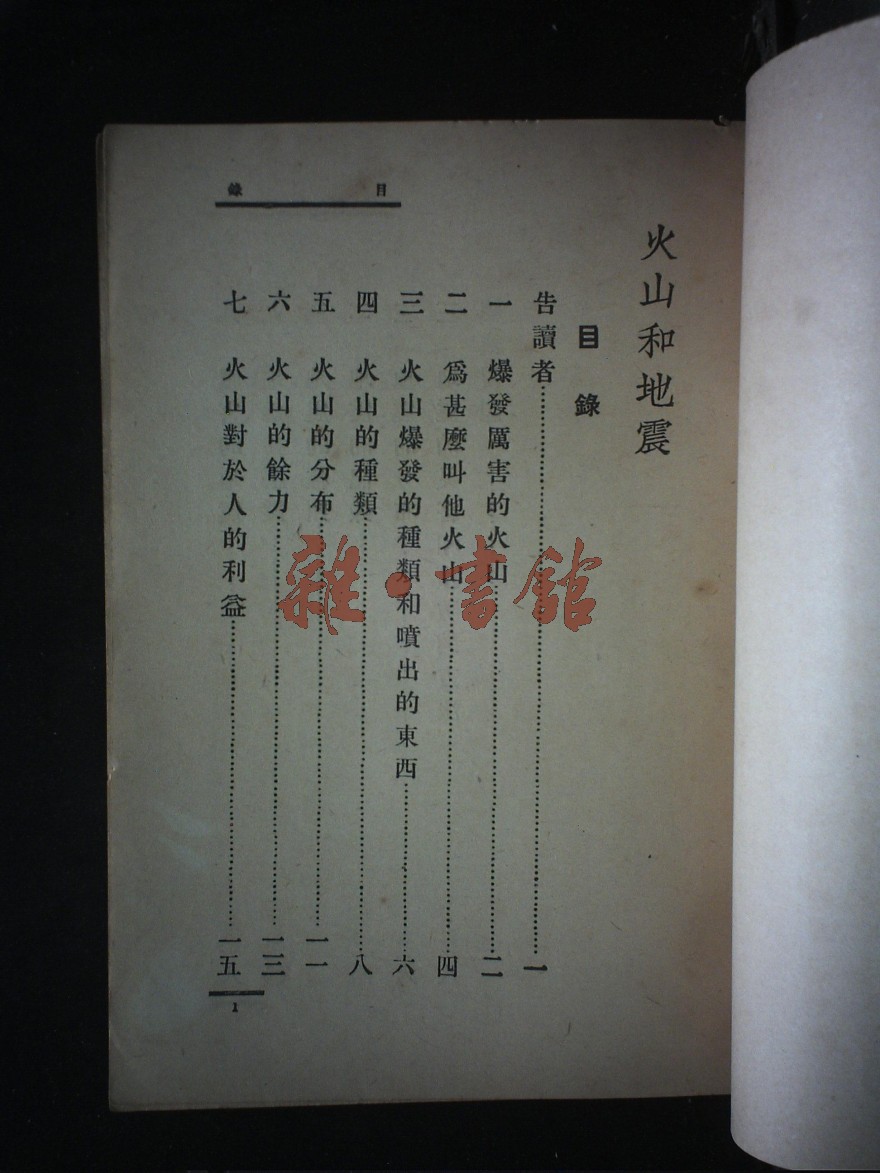 火山和地震
目錄
告讀者……一
一 爆發厲害的火山……二
二 爲甚麼叫他火山……四
三 火山爆發的種類和噴出的東西……六
四 火山的種類……八
五 火山的分布……一一
六 火山的餘力……一三
七 火山對於人的利益……一五
目錄
1
雜·書館